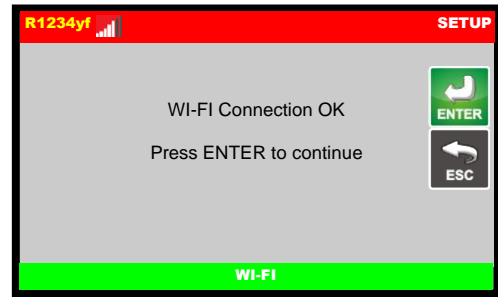 R1234yf
SETUP
WI-FI Connection OK
Press ENTER to continue
ENTER
ESC
WI-FI